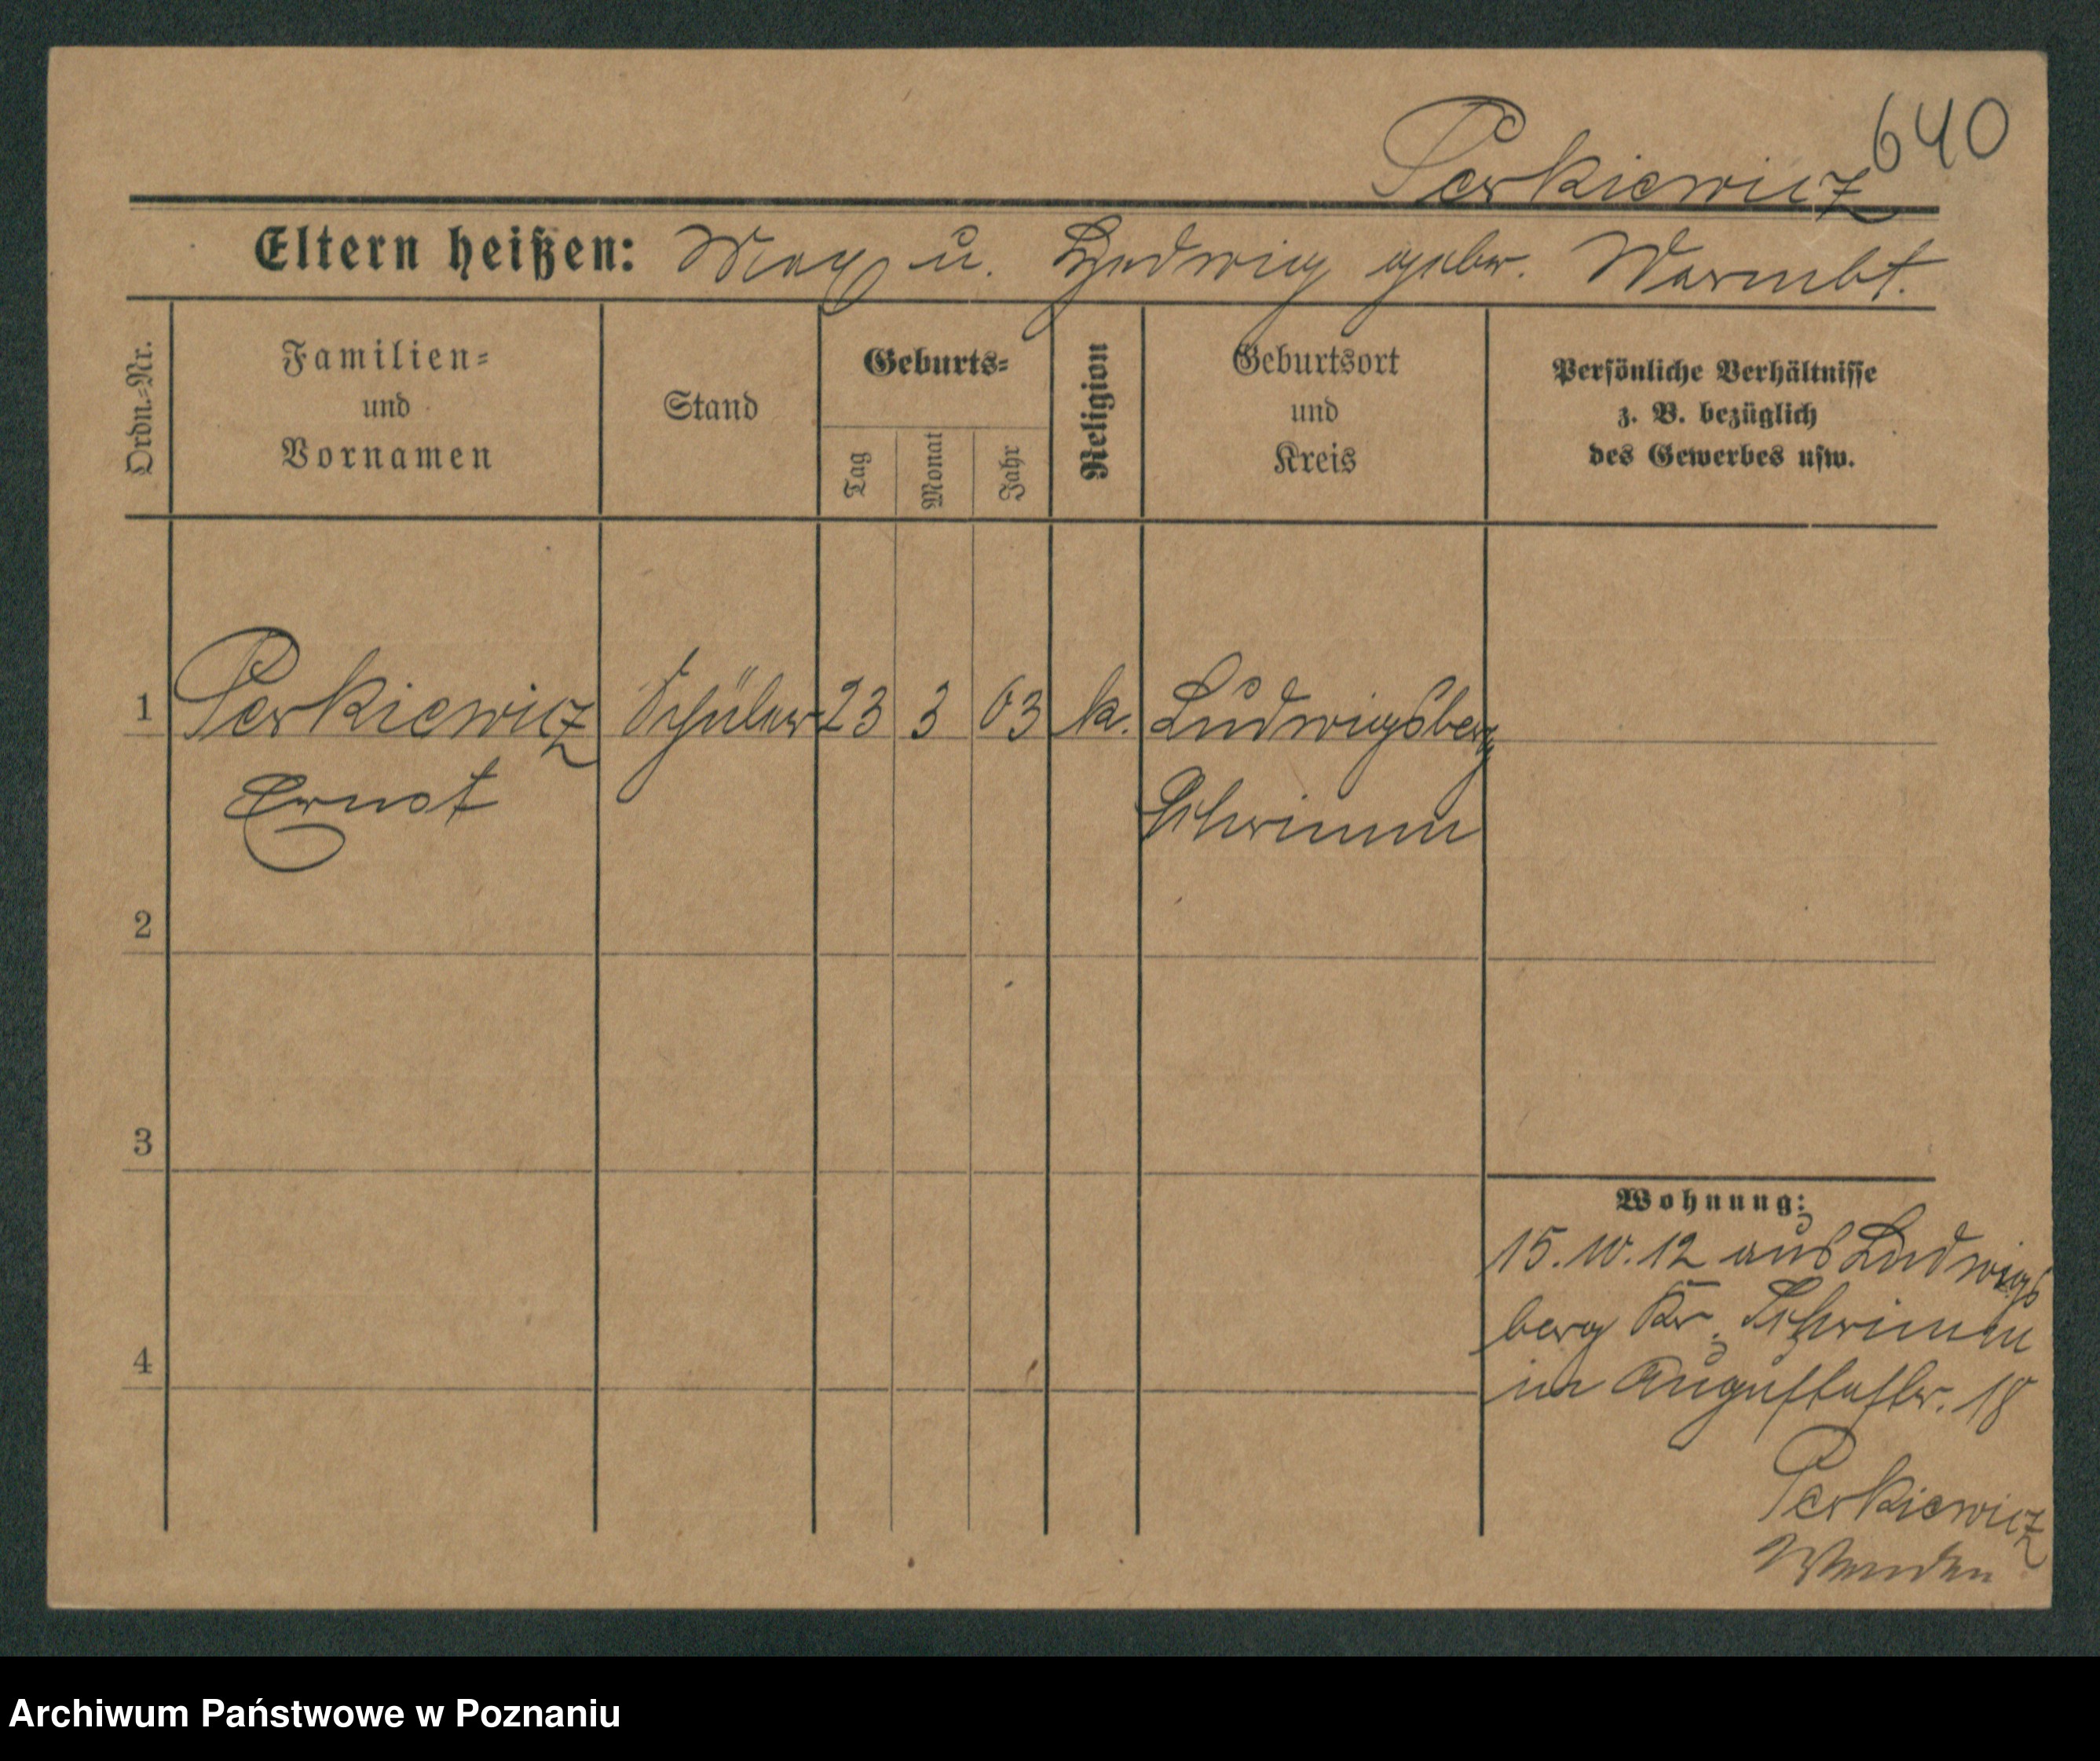 640
Perkiewicz
Eltern heißen: Max u. Hedwig gebr. Warmbt.
Ordn.-Nr.
Familien-
und
Vornamen
Stand
Geburts-
Tag
Monat
Jahr
Religion
Geburtsort
und
Kreis
Persönliche Verhältnisse
z. B. bezüglich
des Gewerbes usw.
1 Perkiewicz Schüler 23 3 03 k. Ludwigsberg
Ernst Schrimm
2
3
4
Wohnung:
15.10.12 aus Ludwigs
berg Kr. Schrimm
in Augustastr. 18
Perkiewicz
Wenden
Archiwum Państwowe w Poznaniu